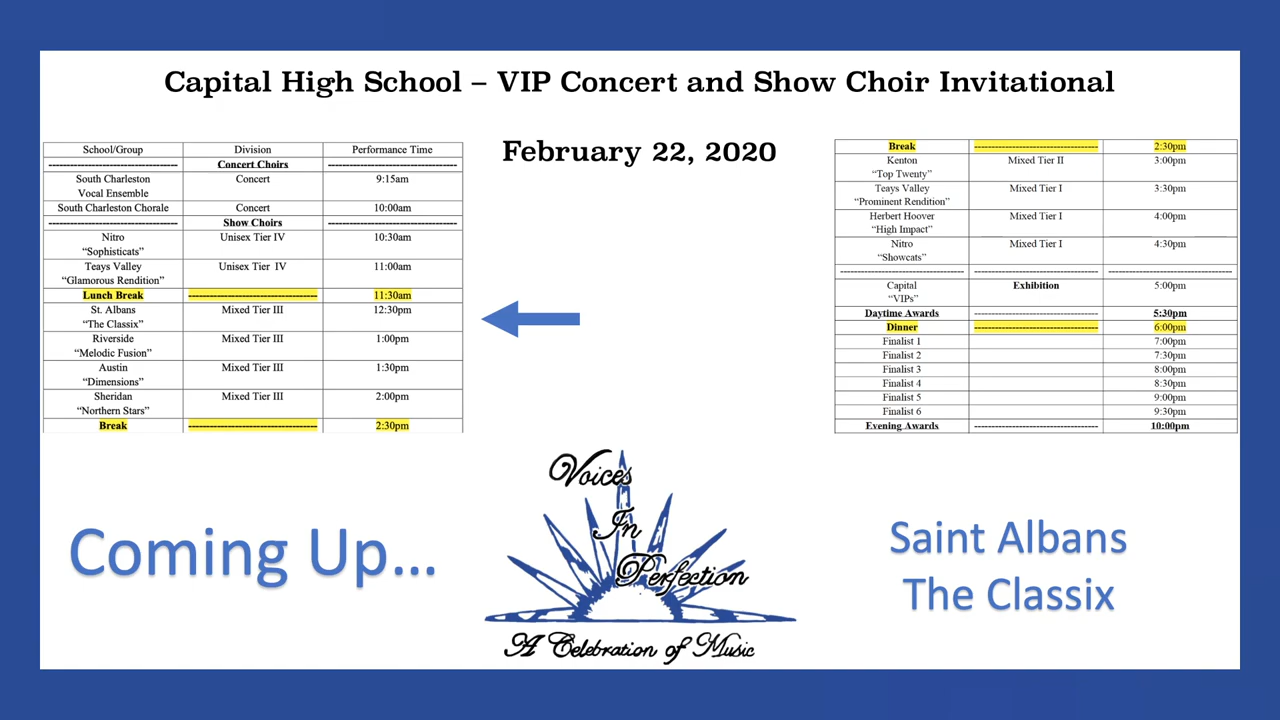 Capital High School – VIP Concert and Show Choir Invitational
February 22, 2020
School/Group Division Performance Time
--------------------------------- Concert Choirs ---------------------------------
South Charleston Concert 9:15am
Vocal Ensemble
South Charleston Chorale Concert 10:00am
--------------------------------- Show Choirs ---------------------------------
Nitro Unisex Tier IV 10:30am
“Sophisticats”
Teays Valley Unisex Tier IV 11:00am
“Glamorous Rendition”
Lunch Break --------------------------------- 11:30am
St. Albans Mixed Tier III 12:30pm
“The Classix”
Riverside Mixed Tier III 1:00pm
“Melodic Fusion”
Austin Mixed Tier III 1:30pm
“Dimensions”
Sheridan Mixed Tier III 2:00pm
“Northern Stars”
Break --------------------------------- 2:30pm
Break --------------------------------- 2:30pm
Kenton Mixed Tier II 3:00pm
“Top Twenty”
Teays Valley Mixed Tier I 3:30pm
“Prominent Rendition”
Herbert Hoover Mixed Tier I 4:00pm
“High Impact”
Nitro Mixed Tier I 4:30pm
“Showcats”
--------------------------------- --------------------------------- ---------------------------------
Capital Exhibition 5:00pm
“VIPs”
Daytime Awards --------------------------------- 5:30pm
Dinner --------------------------------- 6:00pm
Finalist 1 7:00pm
Finalist 2 7:30pm
Finalist 3 8:00pm
Finalist 4 8:30pm
Finalist 5 9:00pm
Finalist 6 9:30pm
Evening Awards --------------------------------- 10:00pm
Coming Up...
Voices
In
Perfection
A Celebration of Music
Saint Albans
The Classix